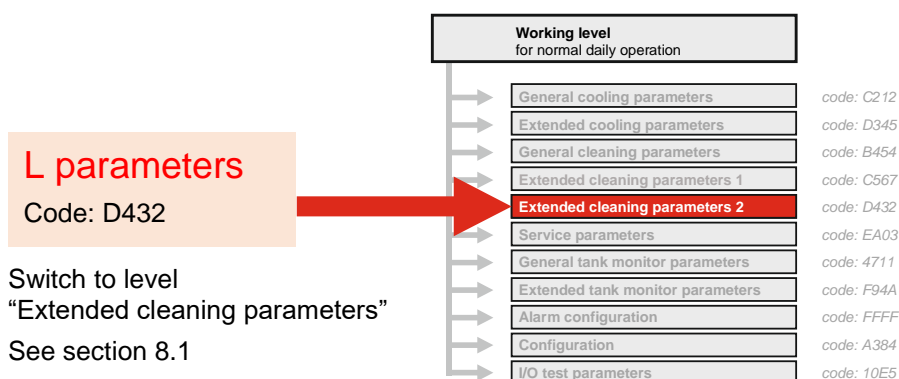 Working level
for normal daily operation
General cooling parameters code: C212
Extended cooling parameters code: D345
General cleaning parameters code: B454
Extended cleaning parameters 1 code: C567
Extended cleaning parameters 2 code: D432
Service parameters code: EA03
General tank monitor parameters code: 4711
Extended tank monitor parameters code: F94A
Alarm configuration code: FFFF
Configuration code: A384
I/O test parameters code: 10E5
L parameters
Code: D432
Switch to level
“Extended cleaning parameters”
See section 8.1